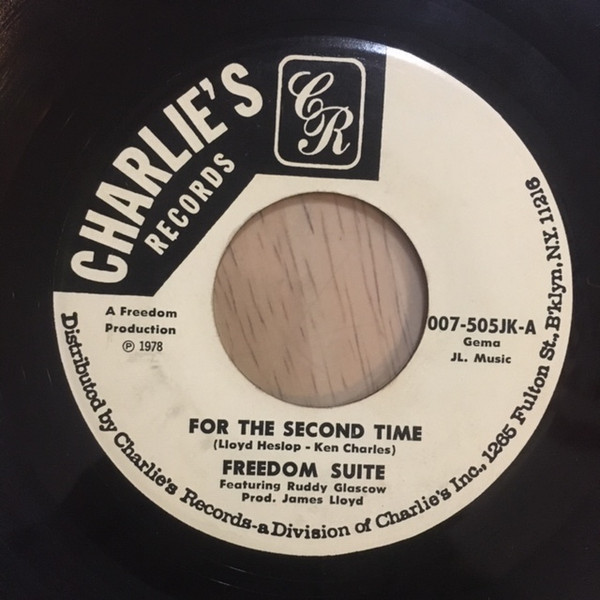 CHARLIE'S
RECORDS
CR
A Freedom
Production
℗ 1978
007-505JK-A
Gema
JL. Music
FOR THE SECOND TIME
(Lloyd Heslop - Ken Charles)
FREEDOM SUITE
Featuring Ruddy Glascow
Prod. James Lloyd
Distributed by Charlie's Records-a Division of Charlie's Inc., 1265 Fulton St., B'klyn, N.Y. 11216